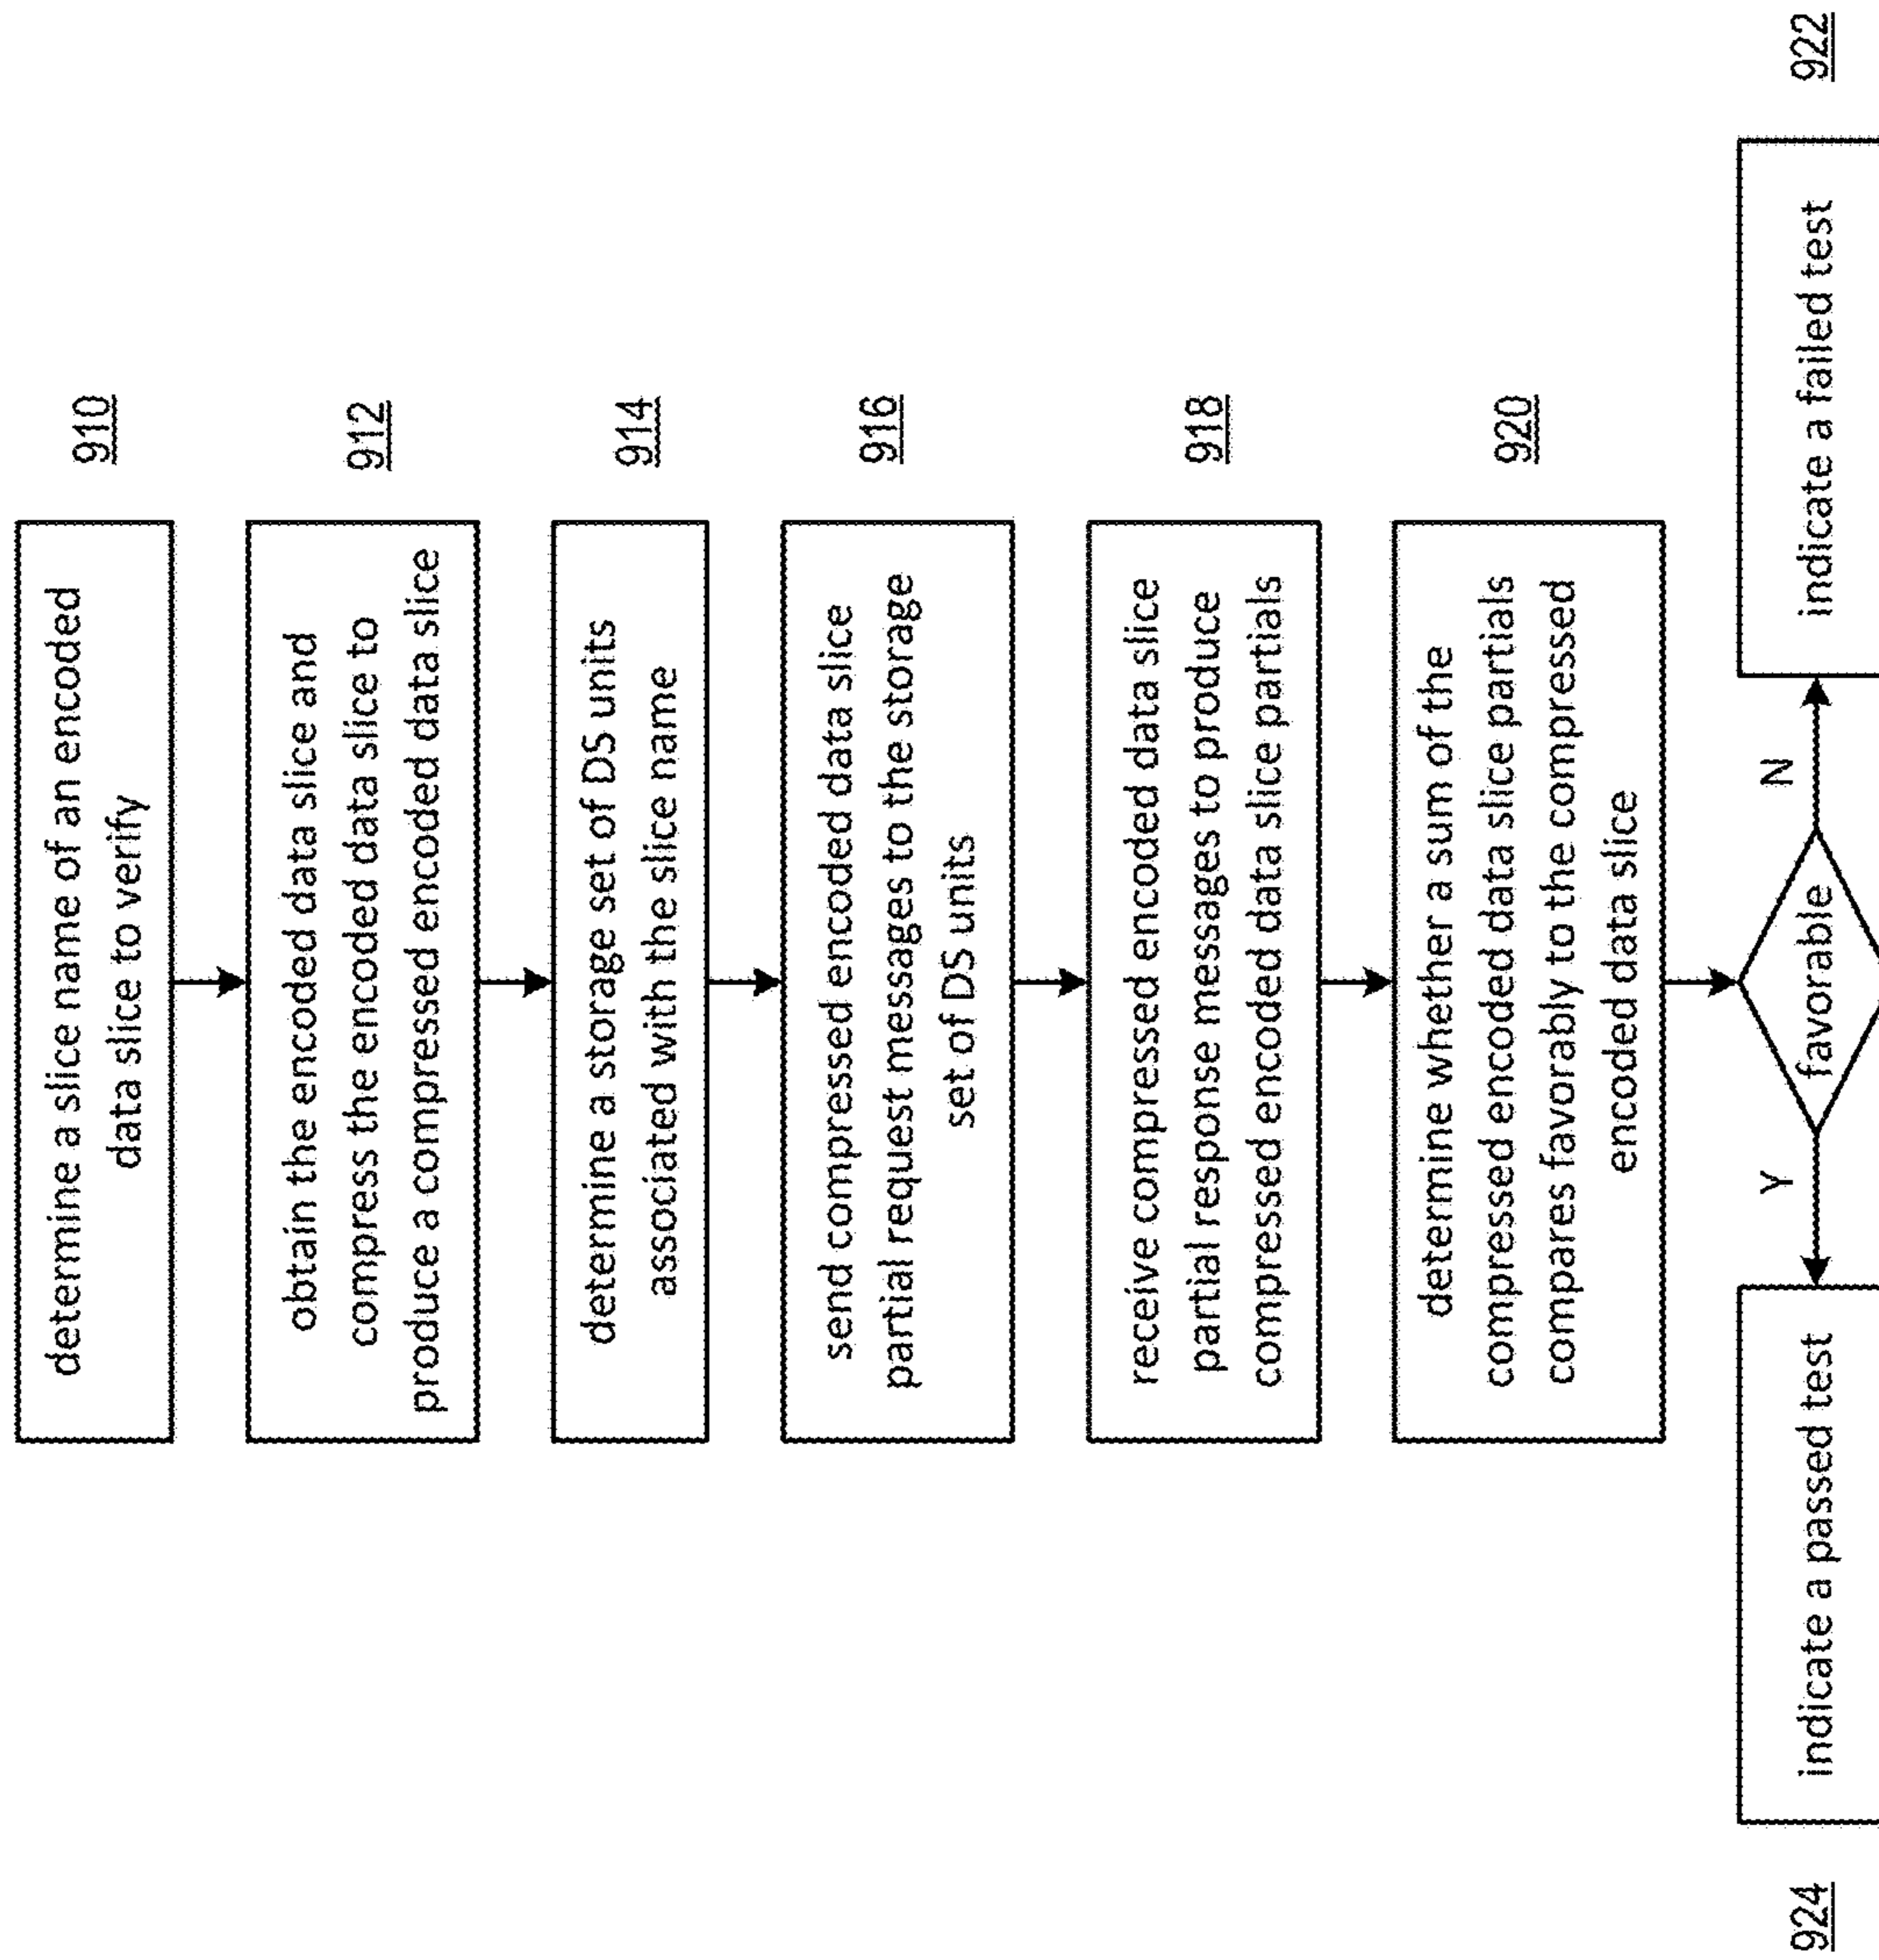 determine a slice name of an encoded
data slice to verify
910
obtain the encoded data slice and
compress the encoded data slice to
produce a compressed encoded data slice
912
determine a storage set of DS units
associated with the slice name
914
send compressed encoded data slice
partial request messages to the storage
set of DS units
916
receive compressed encoded data slice
partial response messages to produce
compressed encoded data slice partials
918
determine whether a sum of the
compressed encoded data slice partials
compares favorably to the compressed
encoded data slice
920
924
indicate a passed test
Y
favorable
N
indicate a failed test
922